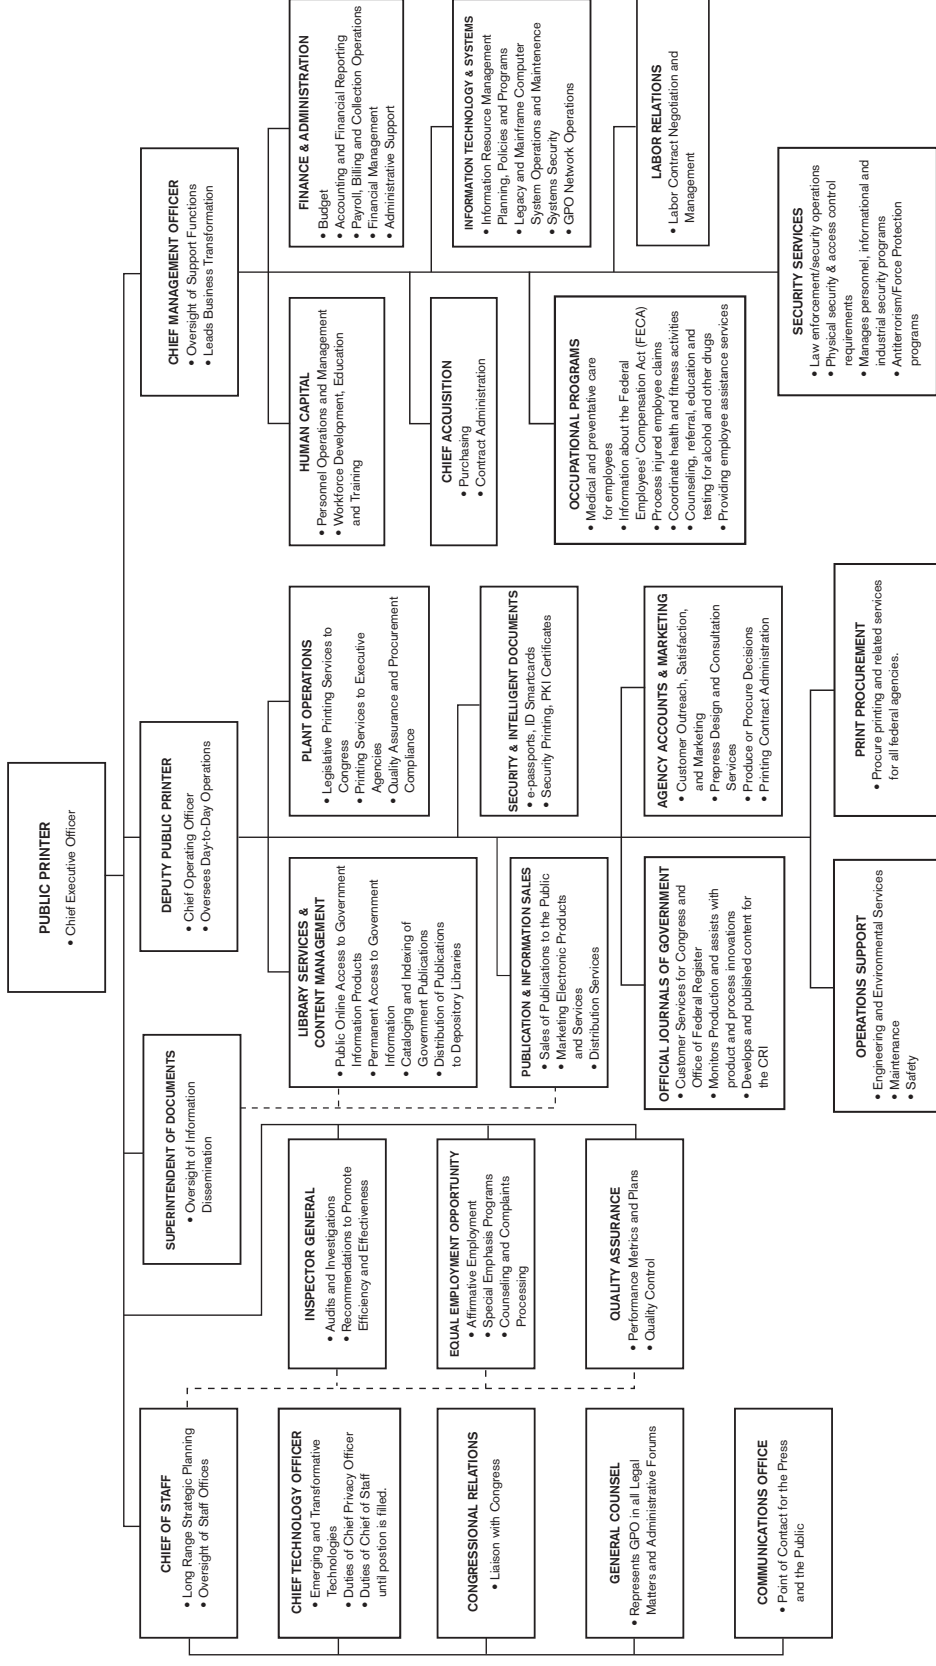 PUBLIC PRINTER
• Chief Executive Officer
CHIEF OF STAFF
• Long Range Strategic Planning
• Oversight of Staff Offices
SUPERINTENDENT OF DOCUMENTS
• Oversight of Information
Dissemination
DEPUTY PUBLIC PRINTER
• Chief Operating Officer
• Oversees Day-to-Day Operations
CHIEF MANAGEMENT OFFICER
• Oversight of Support Functions
• Leads Business Transformation
CHIEF TECHNOLOGY OFFICER
• Emerging and Transformative
Technologies
• Duties of Chief Privacy Officer
• Duties of Chief of Staff
until postion is filled.
CONGRESSIONAL RELATIONS
• Liaison with Congress
GENERAL COUNSEL
• Represents GPO in all Legal
Matters and Administrative Forums
COMMUNICATIONS OFFICE
• Point of Contact for the Press
and the Public
INSPECTOR GENERAL
• Audits and Investigations
• Recommendations to Promote
Efficiency and Effectiveness
EQUAL EMPLOYMENT OPPORTUNITY
• Affirmative Employment
• Special Emphasis Programs
• Counseling and Complaints
Processing
QUALITY ASSURANCE
• Performance Metrics and Plans
• Quality Control
LIBRARY SERVICES &
CONTENT MANAGEMENT
• Public Online Access to Government
Information Products
• Permanent Access to Government
Information
• Cataloging and Indexing of
Government Publications
• Distribution of Publications
to Depository Libraries
PUBLICATION & INFORMATION SALES
• Sales of Publications to the Public
• Marketing Electronic Products
and Services
• Distribution Services
OFFICIAL JOURNALS OF GOVERNMENT
• Customer Services for Congress and
Office of Federal Register
• Monitors Production and assists with
product and process innovations
• Develops and published content for
the CRI
OPERATIONS SUPPORT
• Engineering and Environmental Services
• Maintenance
• Safety
PLANT OPERATIONS
• Legislative Printing Services to
Congress
• Printing Services to Executive
Agencies
• Quality Assurance and Procurement
Compliance
SECURITY & INTELLIGENT DOCUMENTS
• e-passports, ID Smartcards
• Security Printing, PKI Certificates
AGENCY ACCOUNTS & MARKETING
• Customer Outreach, Satisfaction,
and Marketing
• Prepress Design and Consultation
Services
• Produce or Procure Decisions
• Printing Contract Administration
PRINT PROCUREMENT
• Procure printing and related services
for all federal agencies.
HUMAN CAPITAL
• Personnel Operations and Management
• Workforce Development, Education
and Training
CHIEF ACQUISITION
• Purchasing
• Contract Administration
OCCUPATIONAL PROGRAMS
• Medical and preventative care
for employees
• Information about the Federal
Employees' Compensation Act (FECA)
• Process injured employee claims
• Coordinate health and fitness activities
• Counseling, referral, education and
testing for alcohol and other drugs
• Providing employee assistance services
FINANCE & ADMINISTRATION
• Budget
• Accounting and Financial Reporting
• Payroll, Billing and Collection Operations
• Financial Management
• Administrative Support
INFORMATION TECHNOLOGY & SYSTEMS
• Information Resource Management
Planning, Policies and Programs
• Legacy and Mainframe Computer
System Operations and Maintenence
• Systems Security
• GPO Network Operations
LABOR RELATIONS
• Labor Contract Negotiation and
Management
SECURITY SERVICES
• Law enforcement/security operations
• Physical security & access control
requirements
• Manages personnel, informational and
industrial security programs
• Antiterrorism/Force Protection
programs